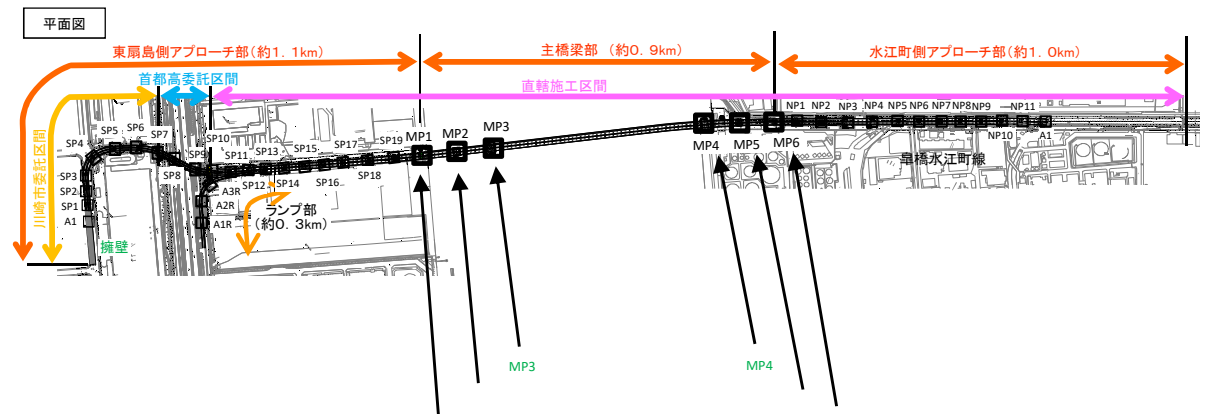 平面図
東扇島側アプローチ部(約1.1km)
主橋梁部 (約0.9km)
水江町側アプローチ部(約1.0km)
首都高委託区間
直轄施工区間
川崎市委託区間
SP4
SP5
SP6
SP7
SP10
SP3
SP2
SP1
A1
SP8
SP9
SP11
SP13
SP15
SP17
SP19
SP12
SP14
SP16
SP18
A3R
A2R
A1R
ランプ部
(約0.3km)
擁壁
MP1
MP2
MP3
MP4
MP5
MP6
NP1
NP2
NP3
NP4
NP5
NP6
NP7
NP8
NP9
NP11
NP10
A1
皐橋水江町線
MP3
MP4